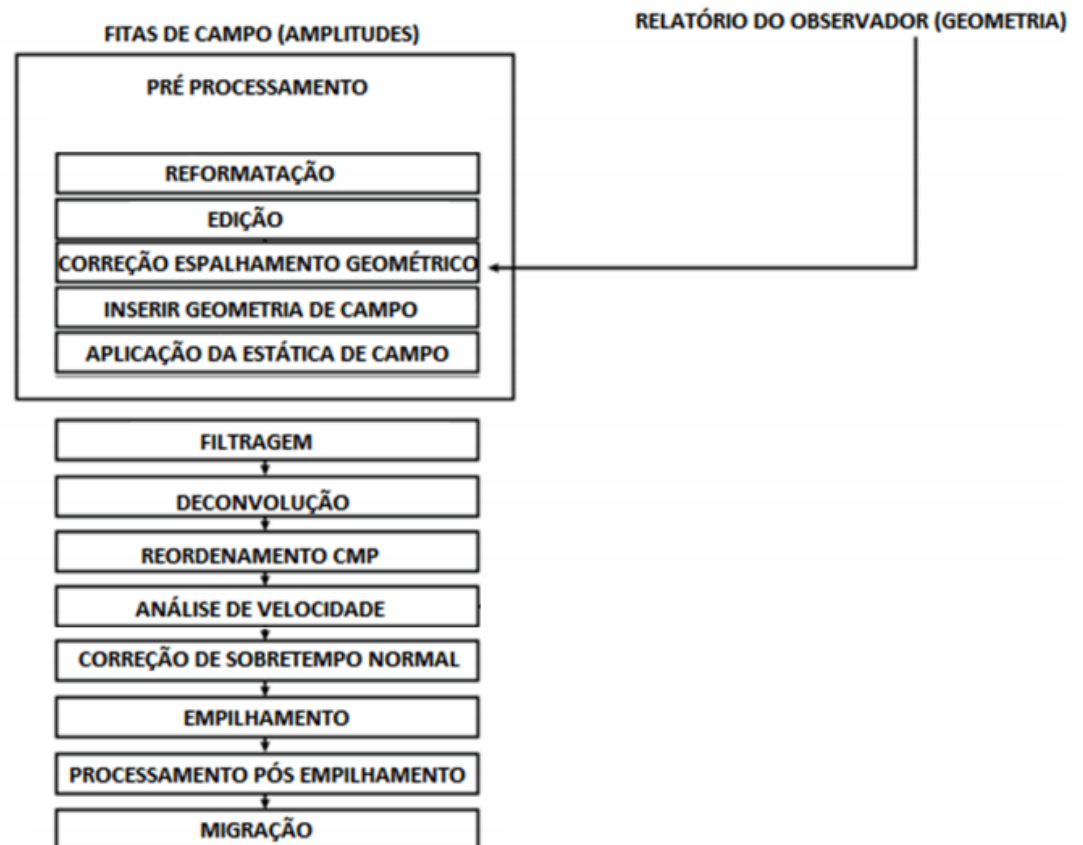 FITAS DE CAMPO (AMPLITUDES)
RELATÓRIO DO OBSERVADOR (GEOMETRIA)
PRÉ PROCESSAMENTO
REFORMATAÇÃO
EDIÇÃO
CORREÇÃO ESPALHAMENTO GEOMÉTRICO
INSERIR GEOMETRIA DE CAMPO
APLICAÇÃO DA ESTÁTICA DE CAMPO
FILTRAGEM
DECONVOLUÇÃO
REORDENAMENTO CMP
ANÁLISE DE VELOCIDADE
CORREÇÃO DE SOBRETEMPO NORMAL
EMPILHAMENTO
PROCESSAMENTO PÓS EMPILHAMENTO
MIGRAÇÃO